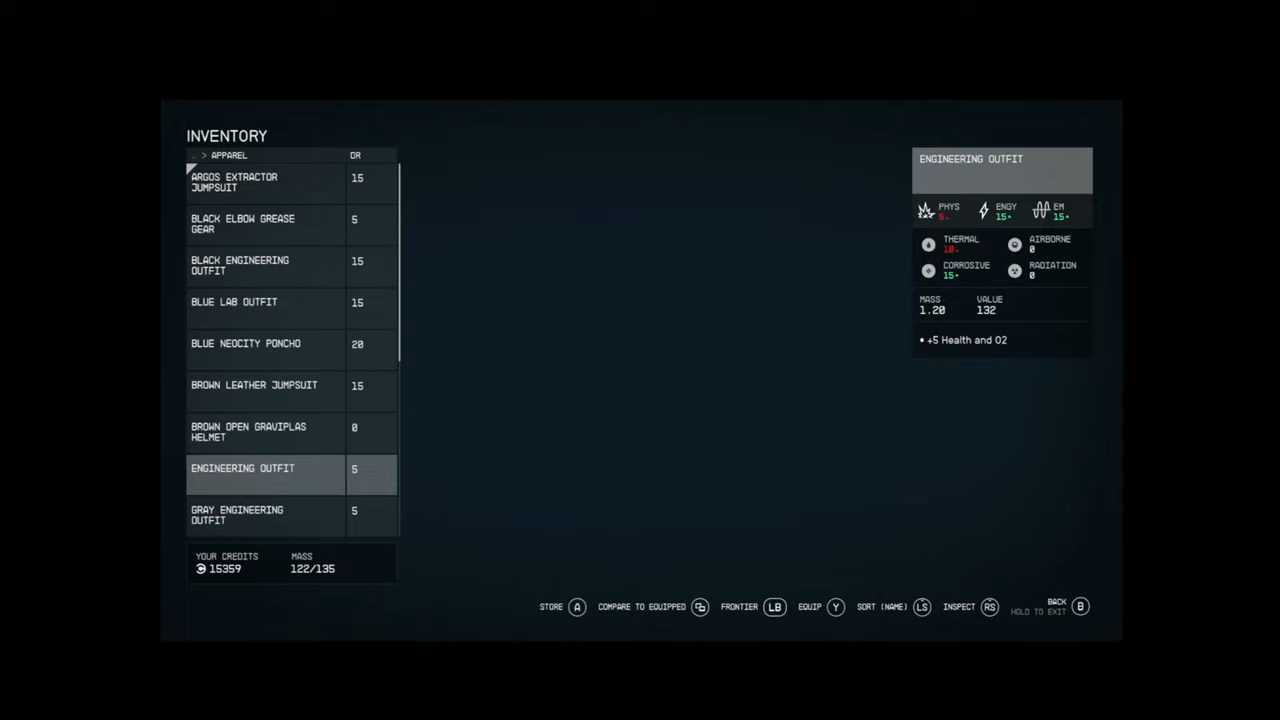 INVENTORY
.. > APPAREL DR
ARGOS EXTRACTOR
JUMPSUIT
15
BLACK ELBOW GREASE
GEAR
5
BLACK ENGINEERING
OUTFIT
15
BLUE LAB OUTFIT 15
BLUE NEOCITY PONCHO 20
BROWN LEATHER JUMPSUIT 15
BROWN OPEN GRAVIPLAS
HELMET
0
ENGINEERING OUTFIT 5
GRAY ENGINEERING
OUTFIT
5
YOUR CREDITS MASS
15359 122/135
ENGINEERING OUTFIT
PHYS ENGY EM
5 15 15
THERMAL AIRBORNE
10 0
CORROSIVE RADIATION
15 0
MASS VALUE
1.20 132
• +5 Health and O2
STORE A COMPARE TO EQUIPPED FRONTIER LB EQUIP Y SORT (NAME) LS INSPECT RS BACK B
HOLD TO EXIT